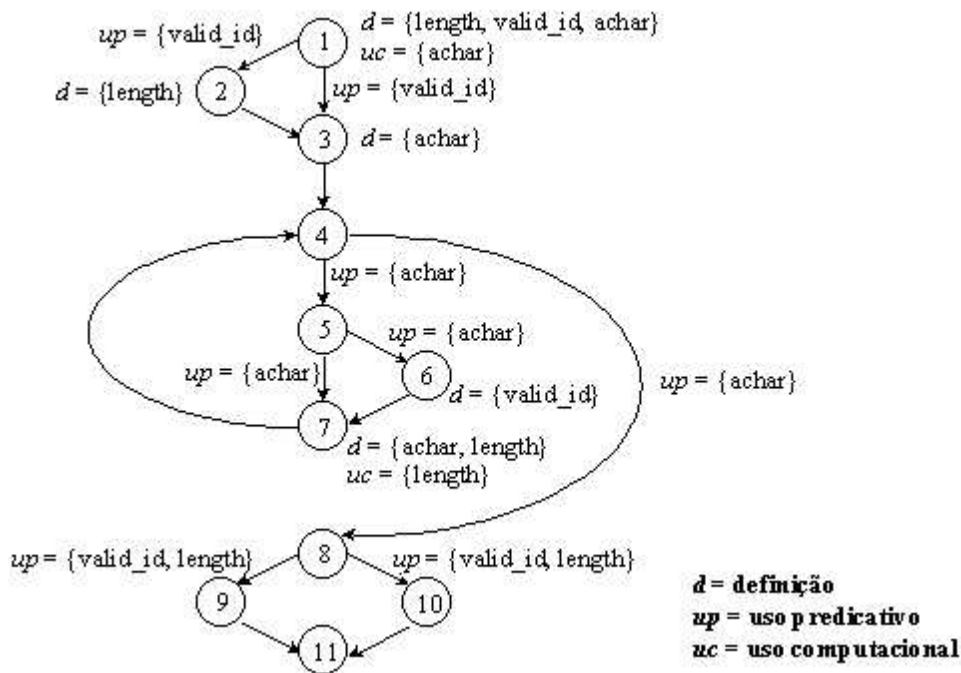 up = {valid_id}
1
d = {length, valid_id, achar}
uc = {achar}
d = {length}
2
up = {valid_id}
3
d = {achar}
4
up = {achar}
5
up = {achar}
up = {achar}
6
up = {achar}
d = {valid_id}
7
d = {achar, length}
uc = {length}
up = {valid_id, length}
8
up = {valid_id, length}
9
10
11
d = definição
up = uso predicativo
uc = uso computacional